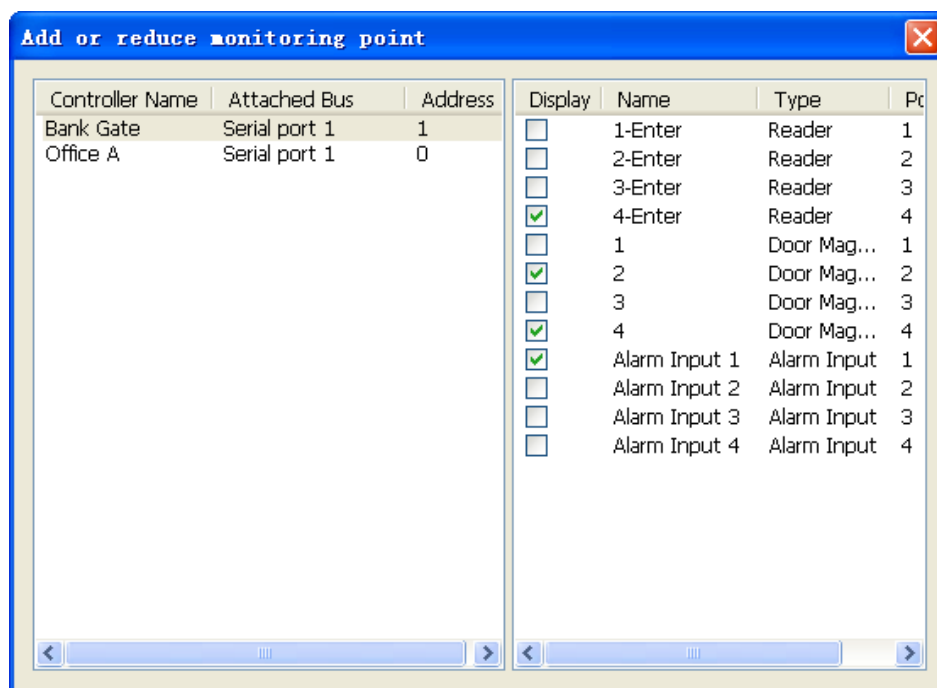 Add or reduce monitoring point
Controller Name Attached Bus Address
Bank Gate Serial port 1 1
Office A Serial port 1 0
Display Name Type Po
1-Enter Reader 1
2-Enter Reader 2
3-Enter Reader 3
4-Enter Reader 4
1 Door Mag... 1
2 Door Mag... 2
3 Door Mag... 3
4 Door Mag... 4
Alarm Input 1 Alarm Input 1
Alarm Input 2 Alarm Input 2
Alarm Input 3 Alarm Input 3
Alarm Input 4 Alarm Input 4